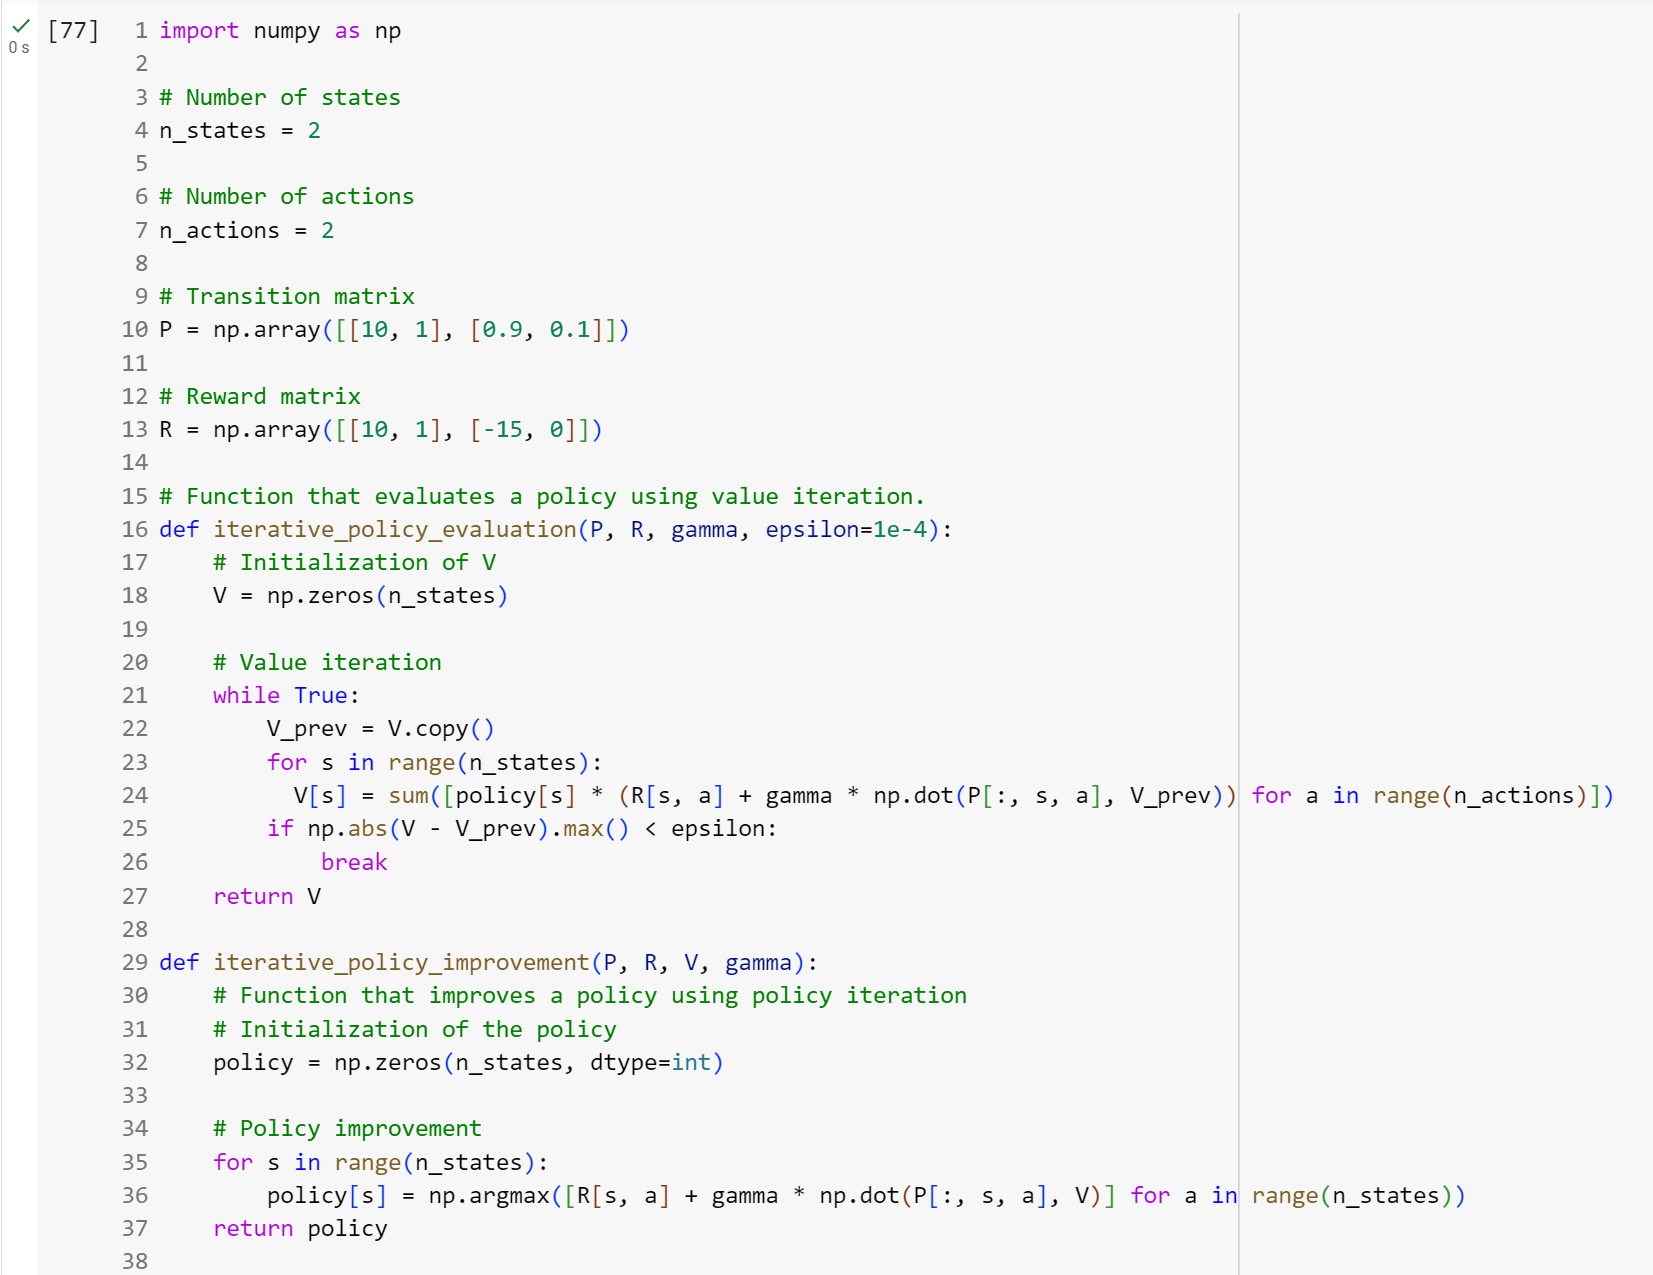 [77] 1 import numpy as np
0 s 2
3 # Number of states
4 n_states = 2
5
6 # Number of actions
7 n_actions = 2
8
9 # Transition matrix
10 P = np.array([[10, 1], [0.9, 0.1]])
11
12 # Reward matrix
13 R = np.array([[10, 1], [-15, 0]])
14
15 # Function that evaluates a policy using value iteration.
16 def iterative_policy_evaluation(P, R, gamma, epsilon=1e-4):
17     # Initialization of V
18     V = np.zeros(n_states)
19
20     # Value iteration
21     while True:
22         V_prev = V.copy()
23         for s in range(n_states):
24           V[s] = sum([policy[s] * (R[s, a] + gamma * np.dot(P[:, s, a], V_prev)) for a in range(n_actions)])
25         if np.abs(V - V_prev).max() < epsilon:
26             break
27     return V
28
29 def iterative_policy_improvement(P, R, V, gamma):
30     # Function that improves a policy using policy iteration
31     # Initialization of the policy
32     policy = np.zeros(n_states, dtype=int)
33
34     # Policy improvement
35     for s in range(n_states):
36         policy[s] = np.argmax([R[s, a] + gamma * np.dot(P[:, s, a], V)] for a in range(n_states))
37     return policy
38